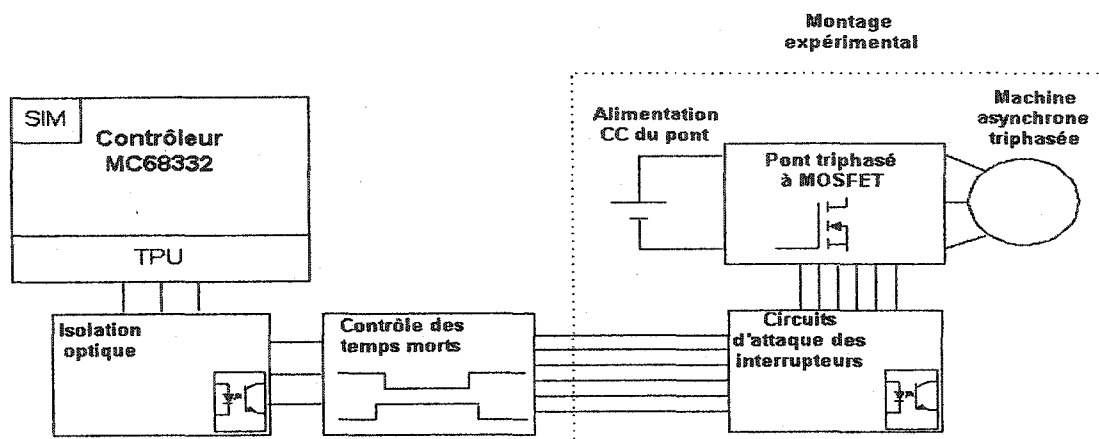 Montage
expérimental
SIM
Contrôleur
MC68332
TPU
Alimentation
CC du pont
Pont triphasé
à MOSFET
Machine
asynchrone
triphasée
Isolation
optique
Contrôle des
temps morts
Circuits
d'attaque des
interrupteurs